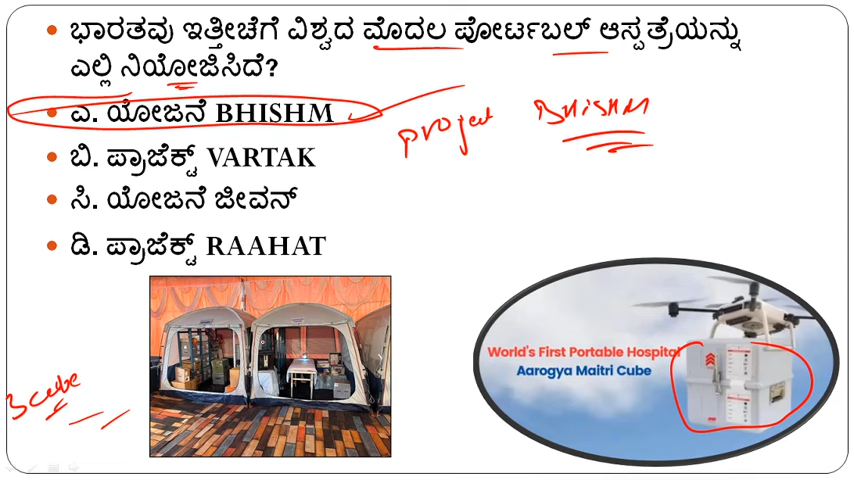 ಭಾರತವು ಇತ್ತೀಚೆಗೆ ವಿಶ್ವದ ಮೊದಲ ಪೋರ್ಟಬಲ್ ಆಸ್ಪತ್ರೆಯನ್ನು
ಎಲ್ಲಿ ನಿಯೋಜಿಸಿದೆ?
ಎ. ಯೋಜನೆ BHISHM
project BHISHM
ಬಿ. ಪ್ರಾಜೆಕ್ಟ್ VARTAK
ಸಿ. ಯೋಜನೆ ಜೀವನ್
ಡಿ. ಪ್ರಾಜೆಕ್ಟ್ RAAHAT
World's First Portable Hospital
Aarogya Maitri Cube
3 cube